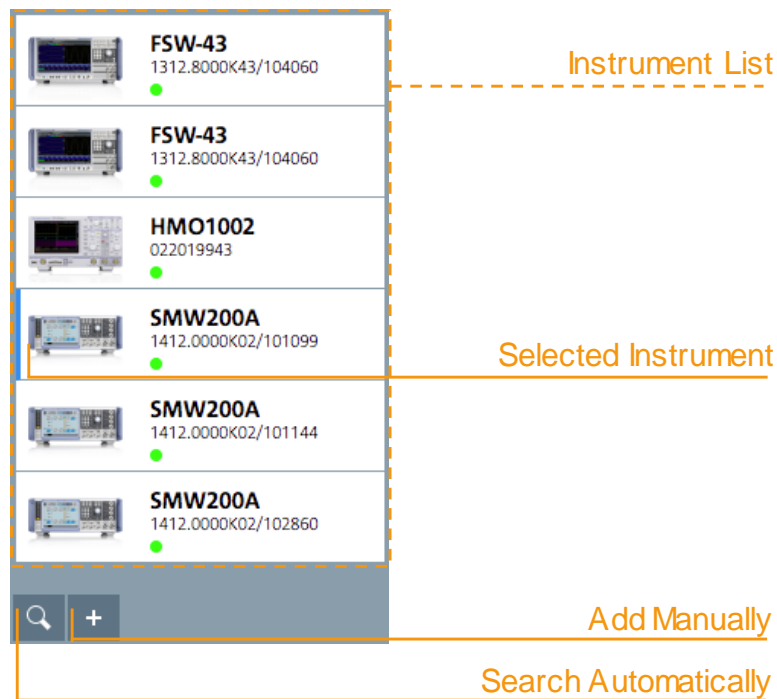 FSW-43
1312.8000K43/104060
Instrument List
FSW-43
1312.8000K43/104060
HMO1002
022019943
SMW200A
1412.0000K02/101099
Selected Instrument
SMW200A
1412.0000K02/101144
SMW200A
1412.0000K02/102860
+
Add Manually
Search Automatically